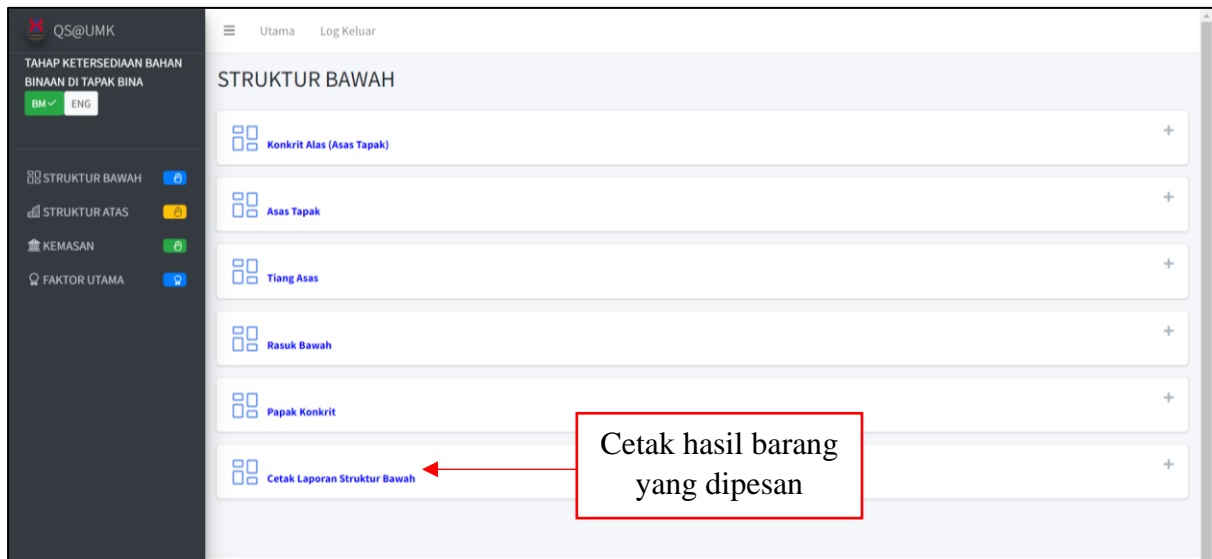 QS@UMK
Utama Log Keluar
TAHAP KETERSEDIAAN BAHAN
BINAAN DI TAPAK BINA
BM ENG
STRUKTUR BAWAH
STRUKTUR ATAS
KEMASAN
FAKTOR UTAMA
STRUKTUR BAWAH
Konkrit Alas (Asas Tapak)
Asas Tapak
Tiang Asas
Rasuk Bawah
Papak Konkrit
Cetak Laporan Struktur Bawah
Cetak hasil barang
yang dipesan